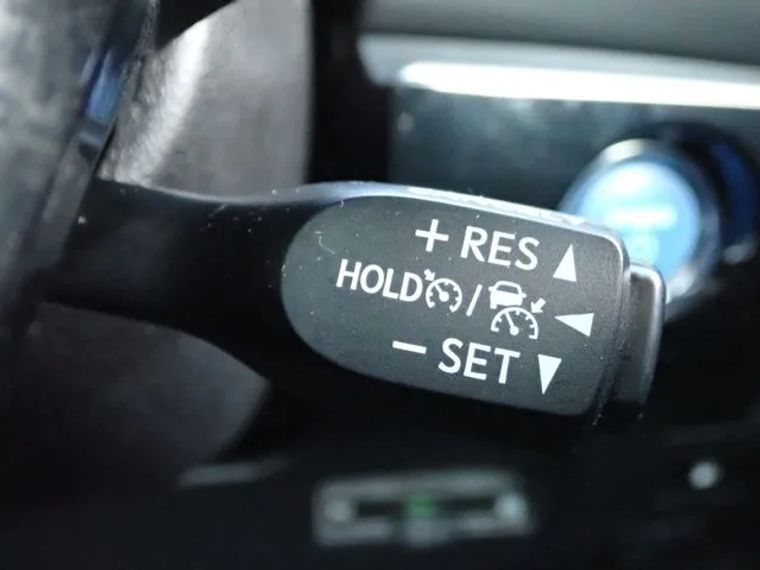 + RES ▲
HOLD / ◀
− SET ▼